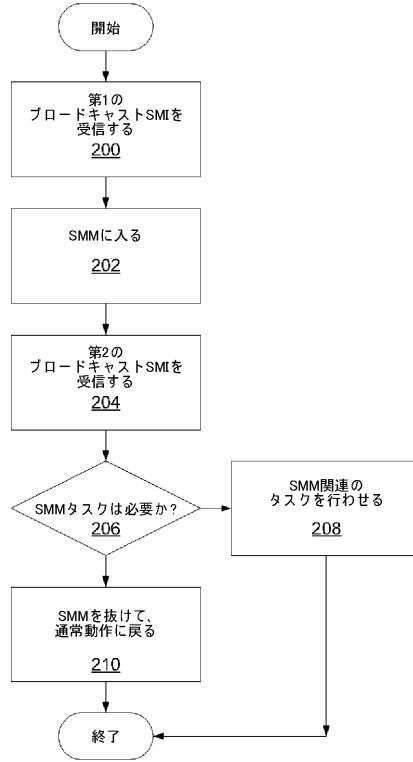 開始
第1の
ブロードキャストSMIを
受信する
200
SMMに入る
202
第2の
ブロードキャストSMIを
受信する
204
SMMタスクは必要か?
206
SMM関連の
タスクを行わせる
208
SMMを抜けて、
通常動作に戻る
210
終了